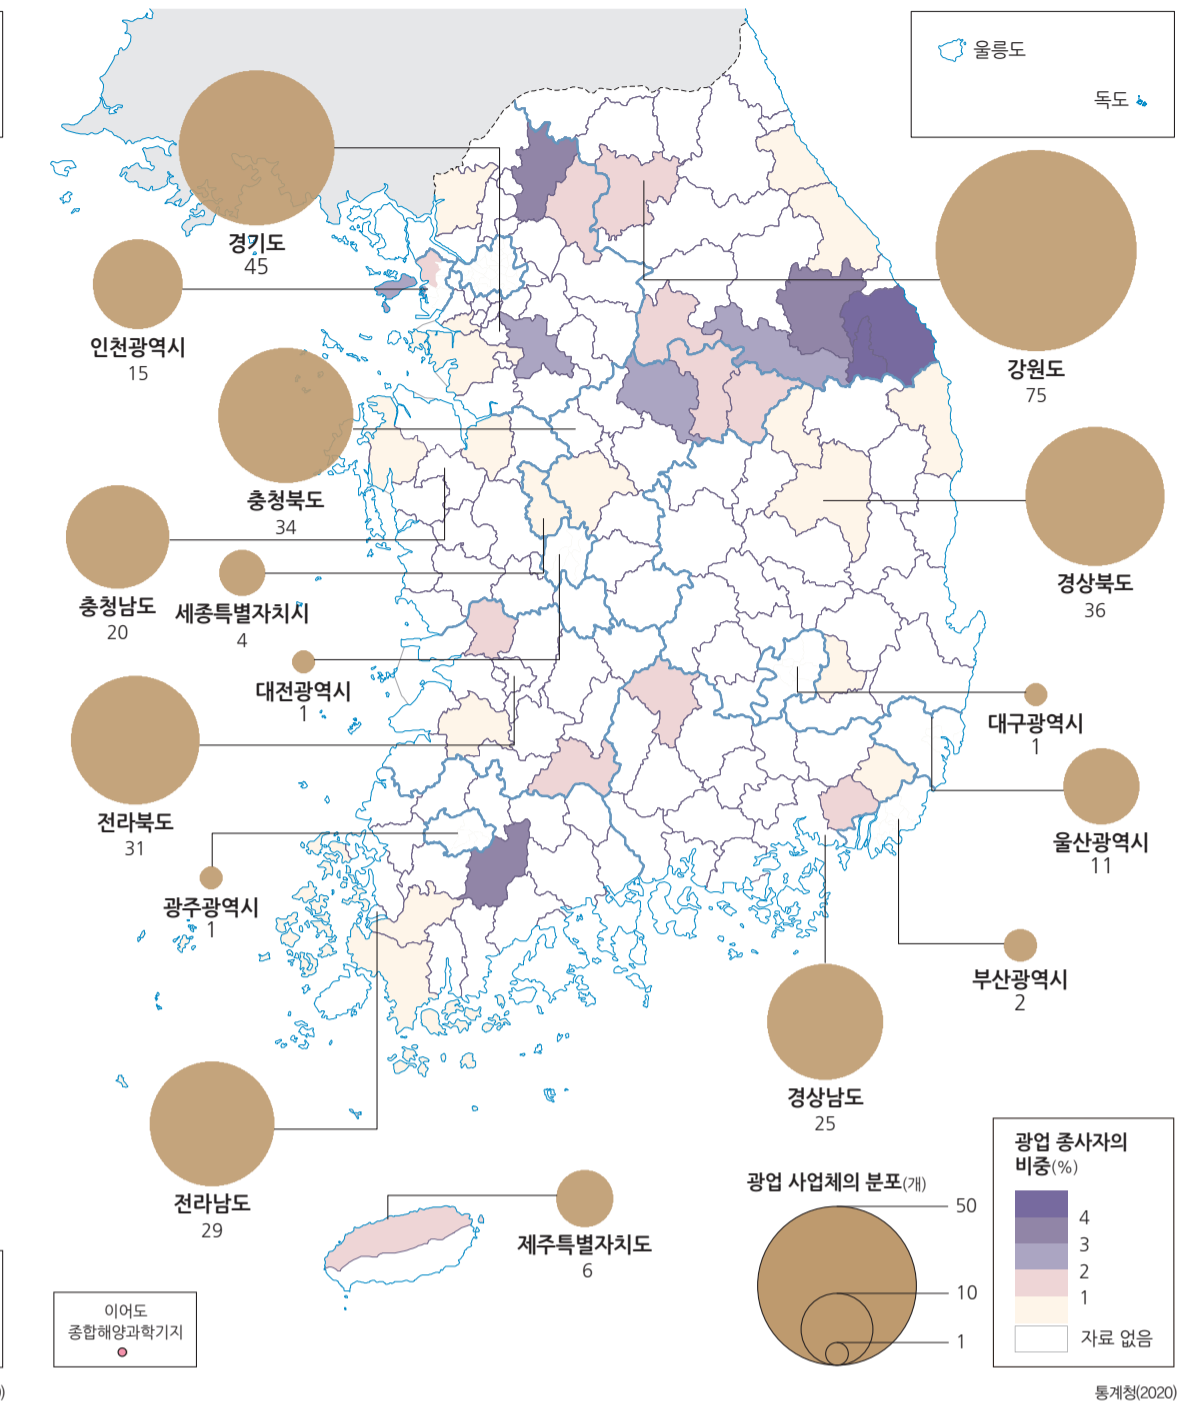 울릉도
독도
경기도
45
인천광역시
15
강원도
75
충청북도
34
충청남도
20
세종특별자치시
4
경상북도
36
대전광역시
1
대구광역시
1
전라북도
31
울산광역시
11
광주광역시
1
부산광역시
2
경상남도
25
전라남도
29
제주특별자치도
6
광업 사업체의 분포(개)
50
10
1
광업 종사자의
비중(%)
4
3
2
1
자료 없음
이어도
종합해양과학기지
통계청(2020)
)